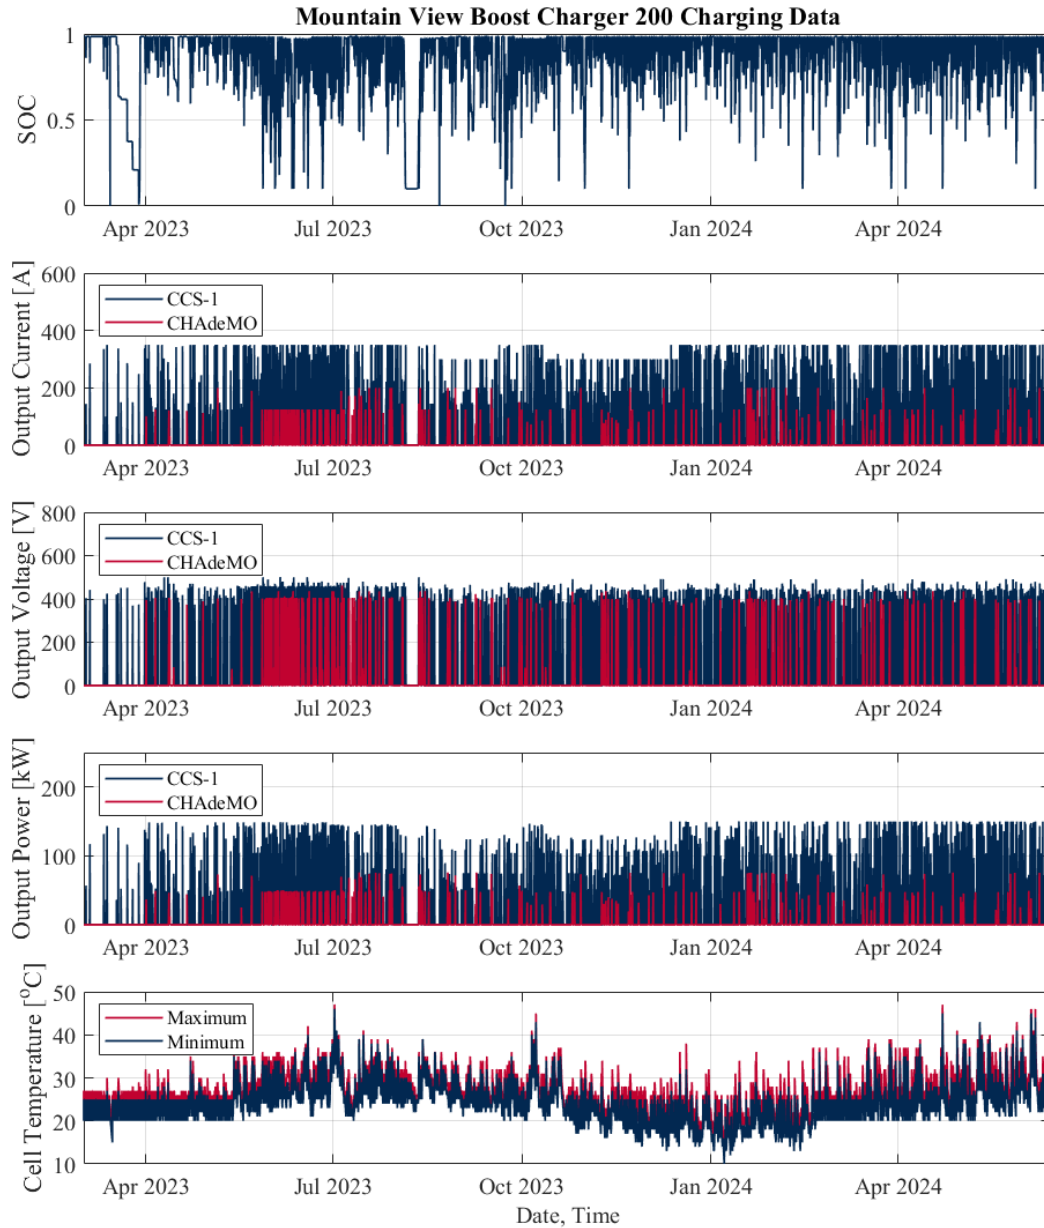 Mountain View Boost Charger 200 Charging Data
SOC
1
0.5
0
Apr 2023 Jul 2023 Oct 2023 Jan 2024 Apr 2024
Output Current [A]
600
400
200
0
CCS-1
CHAdeMO
Apr 2023 Jul 2023 Oct 2023 Jan 2024 Apr 2024
Output Voltage [V]
800
600
400
200
0
CCS-1
CHAdeMO
Apr 2023 Jul 2023 Oct 2023 Jan 2024 Apr 2024
Output Power [kW]
200
100
0
CCS-1
CHAdeMO
Apr 2023 Jul 2023 Oct 2023 Jan 2024 Apr 2024
Cell Temperature [°C]
50
40
30
20
10
Maximum
Minimum
Apr 2023 Jul 2023 Oct 2023 Jan 2024 Apr 2024
Date, Time